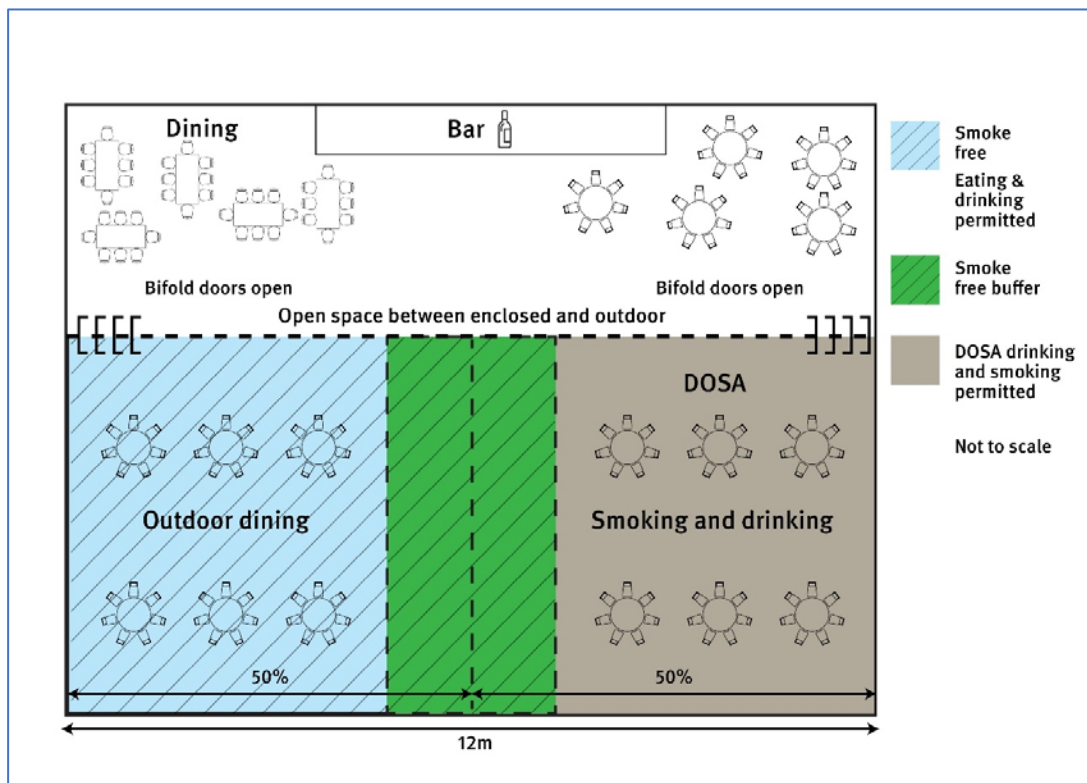 Dining
Bar
Bifold doors open
Bifold doors open
Open space between enclosed and outdoor
DOSA
Outdoor dining
Smoking and drinking
50%
50%
12m
Smoke
free
Eating &
drinking
permitted
Smoke
free buffer
DOSA drinking
and smoking
permitted
Not to scale